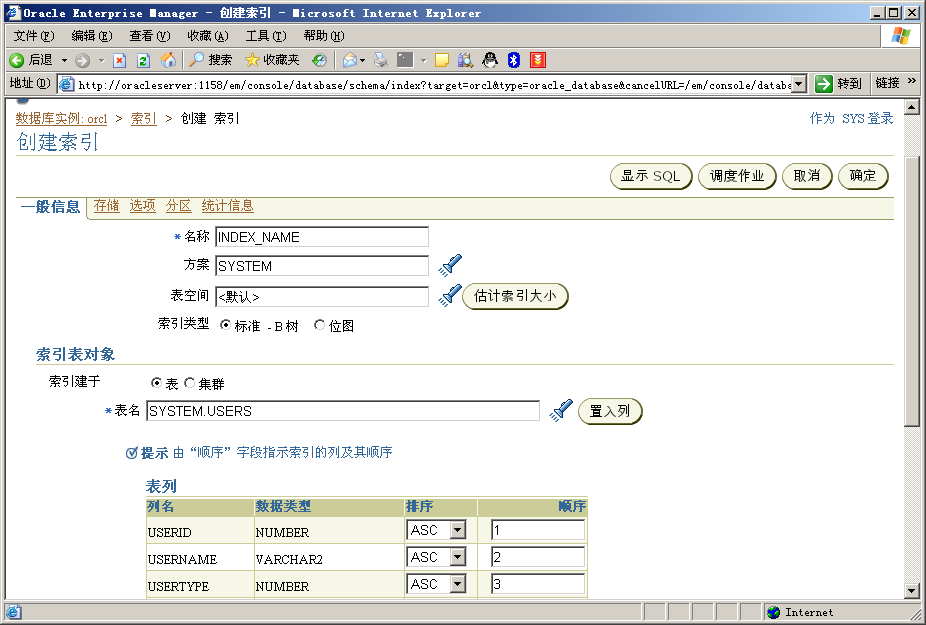 Oracle Enterprise Manager - 创建索引 - Microsoft Internet Explorer
文件(F) 编辑(E) 查看(V) 收藏(A) 工具(T) 帮助(H)
后退 搜索 收藏夹
地址(D) http://oracleserver:1158/em/console/database/schema/index?target=orcl&type=oracle_database&cancelURL=/em/console/databa 转到 链接 »
数据库实例: orcl > 索引 > 创建 索引 作为 SYS 登录
创建索引
显示 SQL 调度作业 取消 确定
一般信息 存储 选项 分区 统计信息
* 名称 INDEX_NAME
方案 SYSTEM
表空间 <默认> 估计索引大小
索引类型 标准 - B 树 位图
索引表对象
索引建于 表 集群
* 表名 SYSTEM.USERS 置入列
提示 由 “顺序” 字段指示索引的列及其顺序
表列
列名 数据类型 排序 顺序
USERID NUMBER ASC 1
USERNAME VARCHAR2 ASC 2
USERTYPE NUMBER ASC 3
Internet